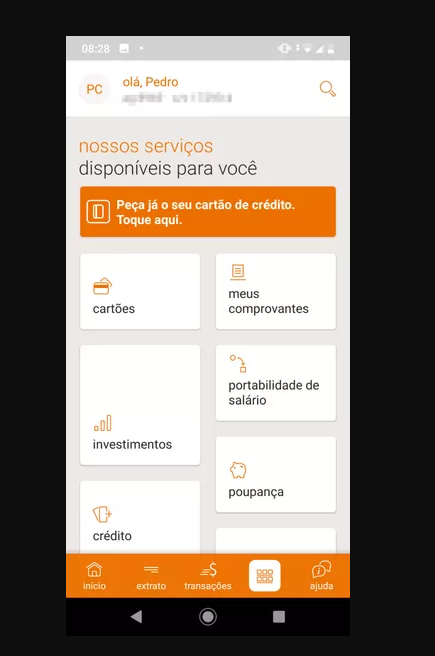 08:28
PC
olá, Pedro
nossos serviços
disponíveis para você
Peça já o seu cartão de crédito.
Toque aqui.
cartões
meus
comprovantes
portabilidade de
salário
investimentos
poupança
crédito
início
extrato
transações
ajuda